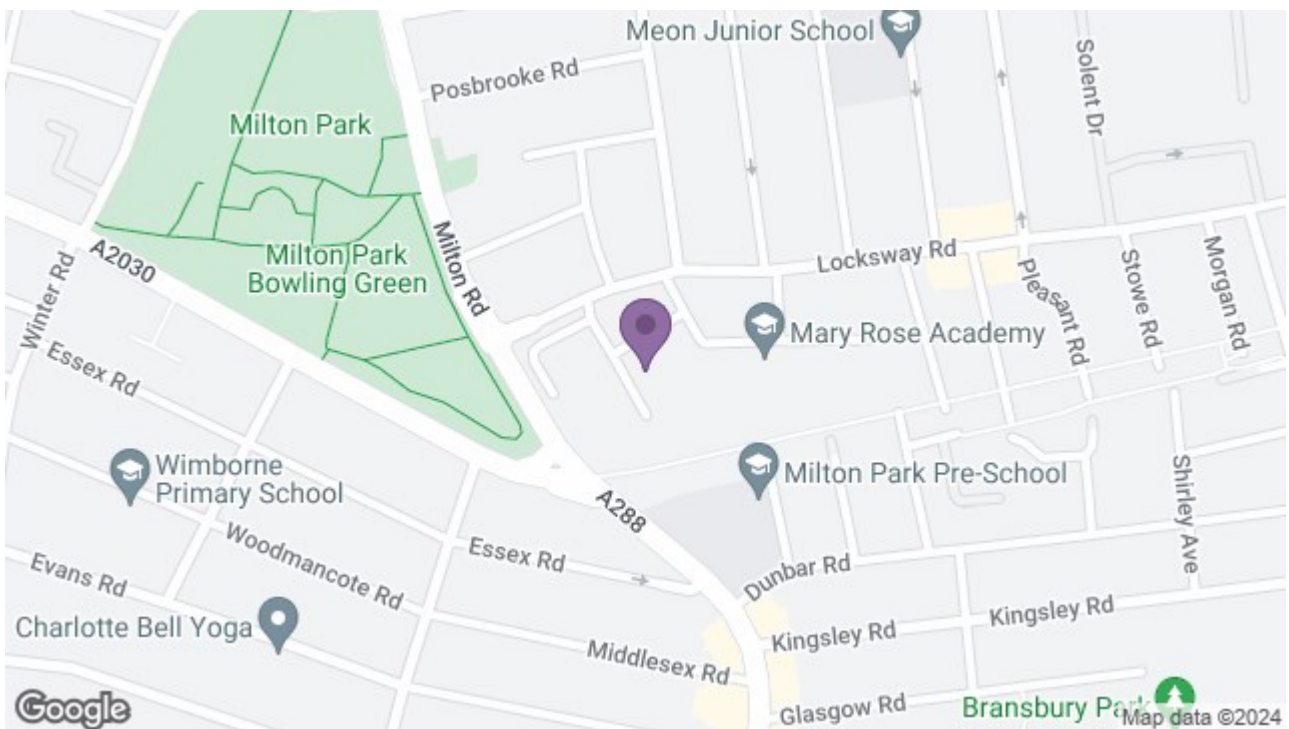 Meon Junior School
Posbrooke Rd
Solent Dr
Milton Park
Milton Park
Bowling Green
Milton Rd
Locksway Rd
A2030
Winter Rd
Pleasant Rd
Stowe Rd
Morgan Rd
Mary Rose Academy
Essex Rd
Wimborne
Primary School
Milton Park Pre-School
Shirley Ave
A288
Woodmancote Rd
Essex Rd
Dunbar Rd
Evans Rd
Charlotte Bell Yoga
Kingsley Rd
Kingsley Rd
Middlesex Rd
Glasgow Rd
Bransbury Park
Google
Map data ©2024